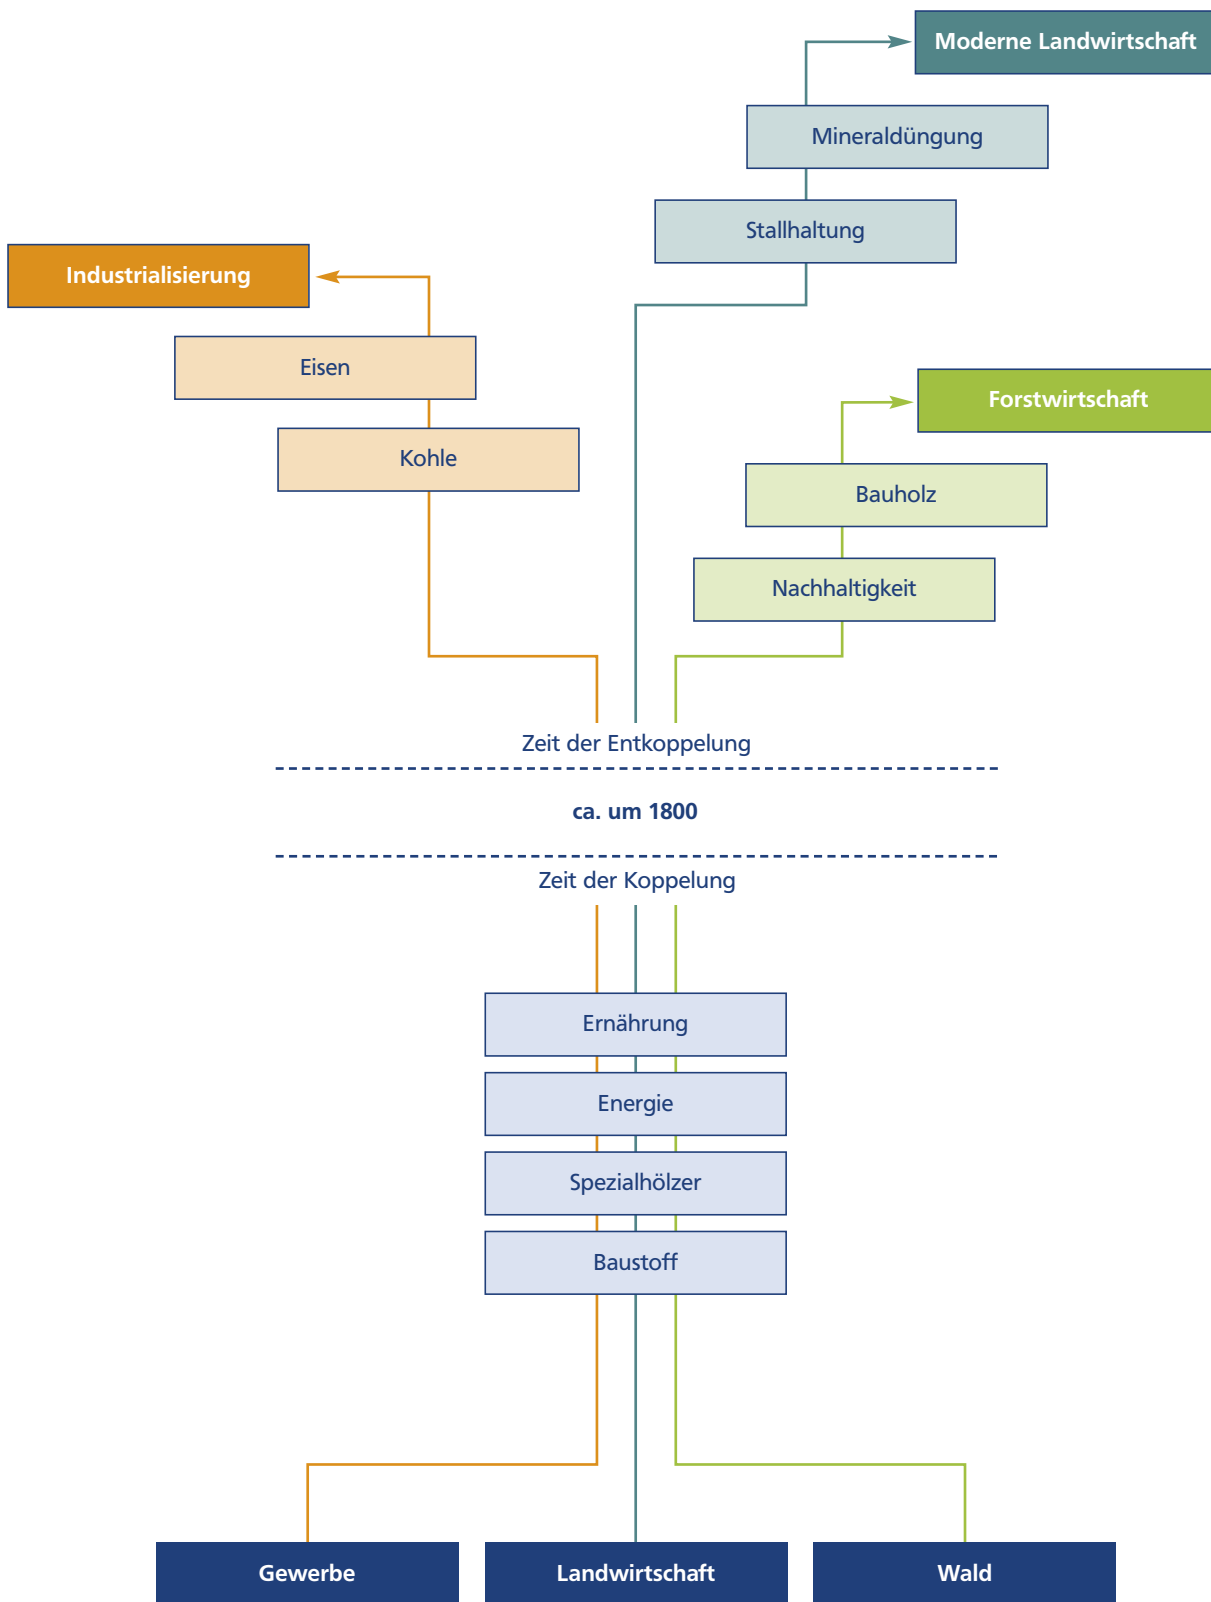 Moderne Landwirtschaft
Mineraldüngung
Stallhaltung
Industrialisierung
Eisen
Forstwirtschaft
Kohle
Bauholz
Nachhaltigkeit
Zeit der Entkoppelung
ca. um 1800
Zeit der Koppelung
Ernährung
Energie
Spezialhölzer
Baustoff
Gewerbe
Landwirtschaft
Wald